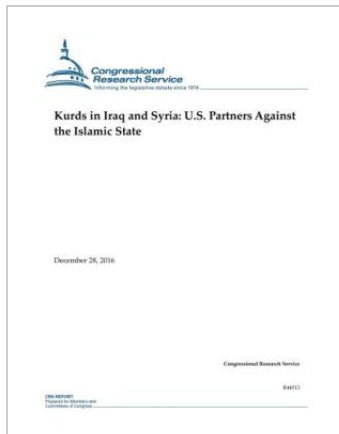 Congressional
Research Service
Informing the legislative debate since 1914
Kurds in Iraq and Syria: U.S. Partners Against
the Islamic State
December 28, 2016
Congressional Research Service
R44513
CRS REPORT
Prepared for Members and
Committees of Congress